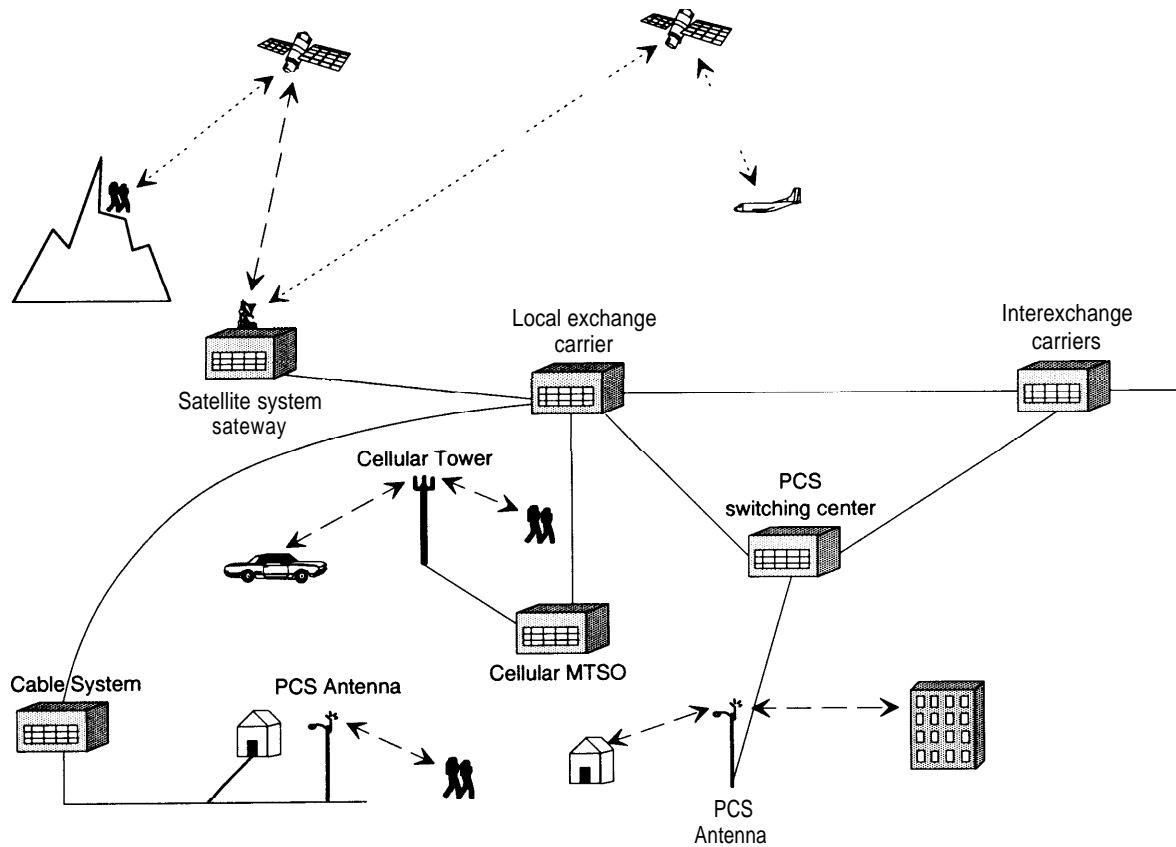 Local exchange
carrier
Interexchange
carriers
Satellite system
sateway
Cellular Tower
PCS
switching center
Cellular MTSO
Cable System
PCS Antenna
PCS
Antenna